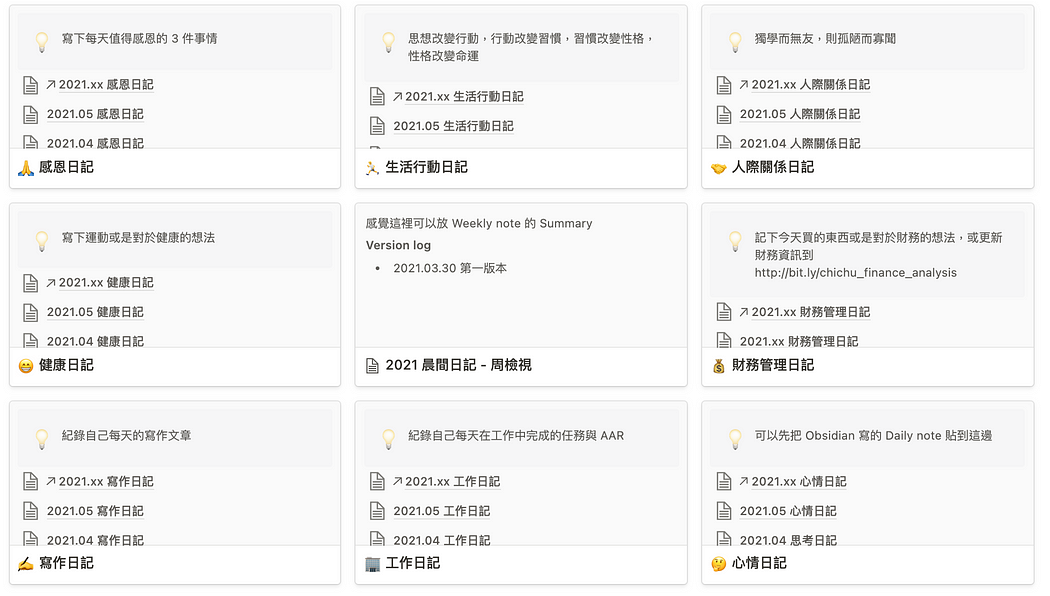 寫下每天值得感恩的 3 件事情
2021.xx 感恩日記
2021.05 感恩日記
2021.04 感恩日記
感恩日記
思想改變行動，行動改變習慣，習慣改變性格，
性格改變命運
2021.xx 生活行動日記
2021.05 生活行動日記
生活行動日記
獨學而無友，則孤陋而寡聞
2021.xx 人際關係日記
2021.05 人際關係日記
2021.04 人際關係日記
人際關係日記
寫下運動或是對於健康的想法
2021.xx 健康日記
2021.05 健康日記
2021.04 健康日記
健康日記
感覺這裡可以放 Weekly note 的 Summary
Version log
• 2021.03.30 第一版本
2021 晨間日記 - 周檢視
記下今天買的東西或是對於財務的想法，或更新
財務資訊到
http://bit.ly/chichu_finance_analysis
2021.xx 財務管理日記
2021.xx 財務管理日記
財務管理日記
紀錄自己每天的寫作文章
2021.xx 寫作日記
2021.05 寫作日記
2021.04 寫作日記
寫作日記
紀錄自己每天在工作中完成的任務與 AAR
2021.xx 工作日記
2021.05 工作日記
2021.04 工作日記
工作日記
可以先把 Obsidian 寫的 Daily note 貼到這邊
2021.xx 心情日記
2021.05 心情日記
2021.04 思考日記
心情日記